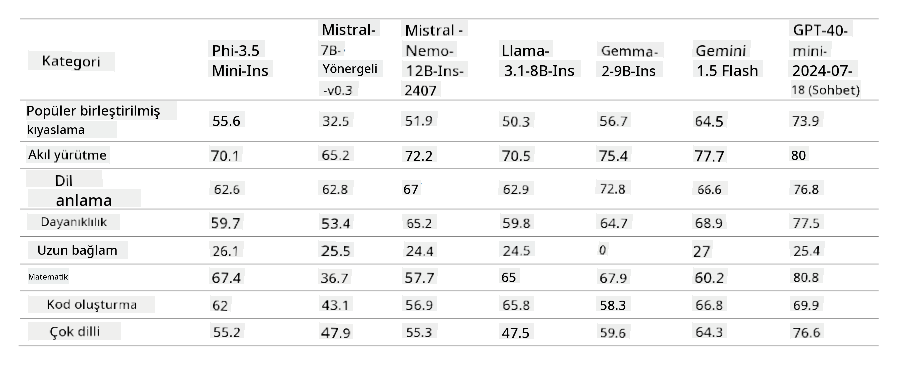 Kategori Phi-3.5 Mini-Ins Mistral-7B-Yönergeli-v0.3 Mistral-Nemo-12B-Ins-2407 Llama-3.1-8B-Ins Gemma-2-9B-Ins Gemini 1.5 Flash GPT-40-mini-2024-07-18 (Sohbet)
Popüler birleştirilmiş kıyaslama 55.6 32.5 51.9 50.3 56.7 64.5 73.9
Akıl yürütme 70.1 65.2 72.2 70.5 75.4 77.7 80
Dil anlama 62.6 62.8 67 62.9 72.8 66.6 76.8
Dayanıklılık 59.7 53.4 65.2 59.8 64.7 68.9 77.5
Uzun bağlam 26.1 25.5 24.4 24.5 0 27 25.4
Matematik 67.4 36.7 57.7 65 67.9 60.2 80.8
Kod oluşturma 62 43.1 56.9 65.8 58.3 66.8 69.9
Çok dilli 55.2 47.9 55.3 47.5 59.6 64.3 76.6